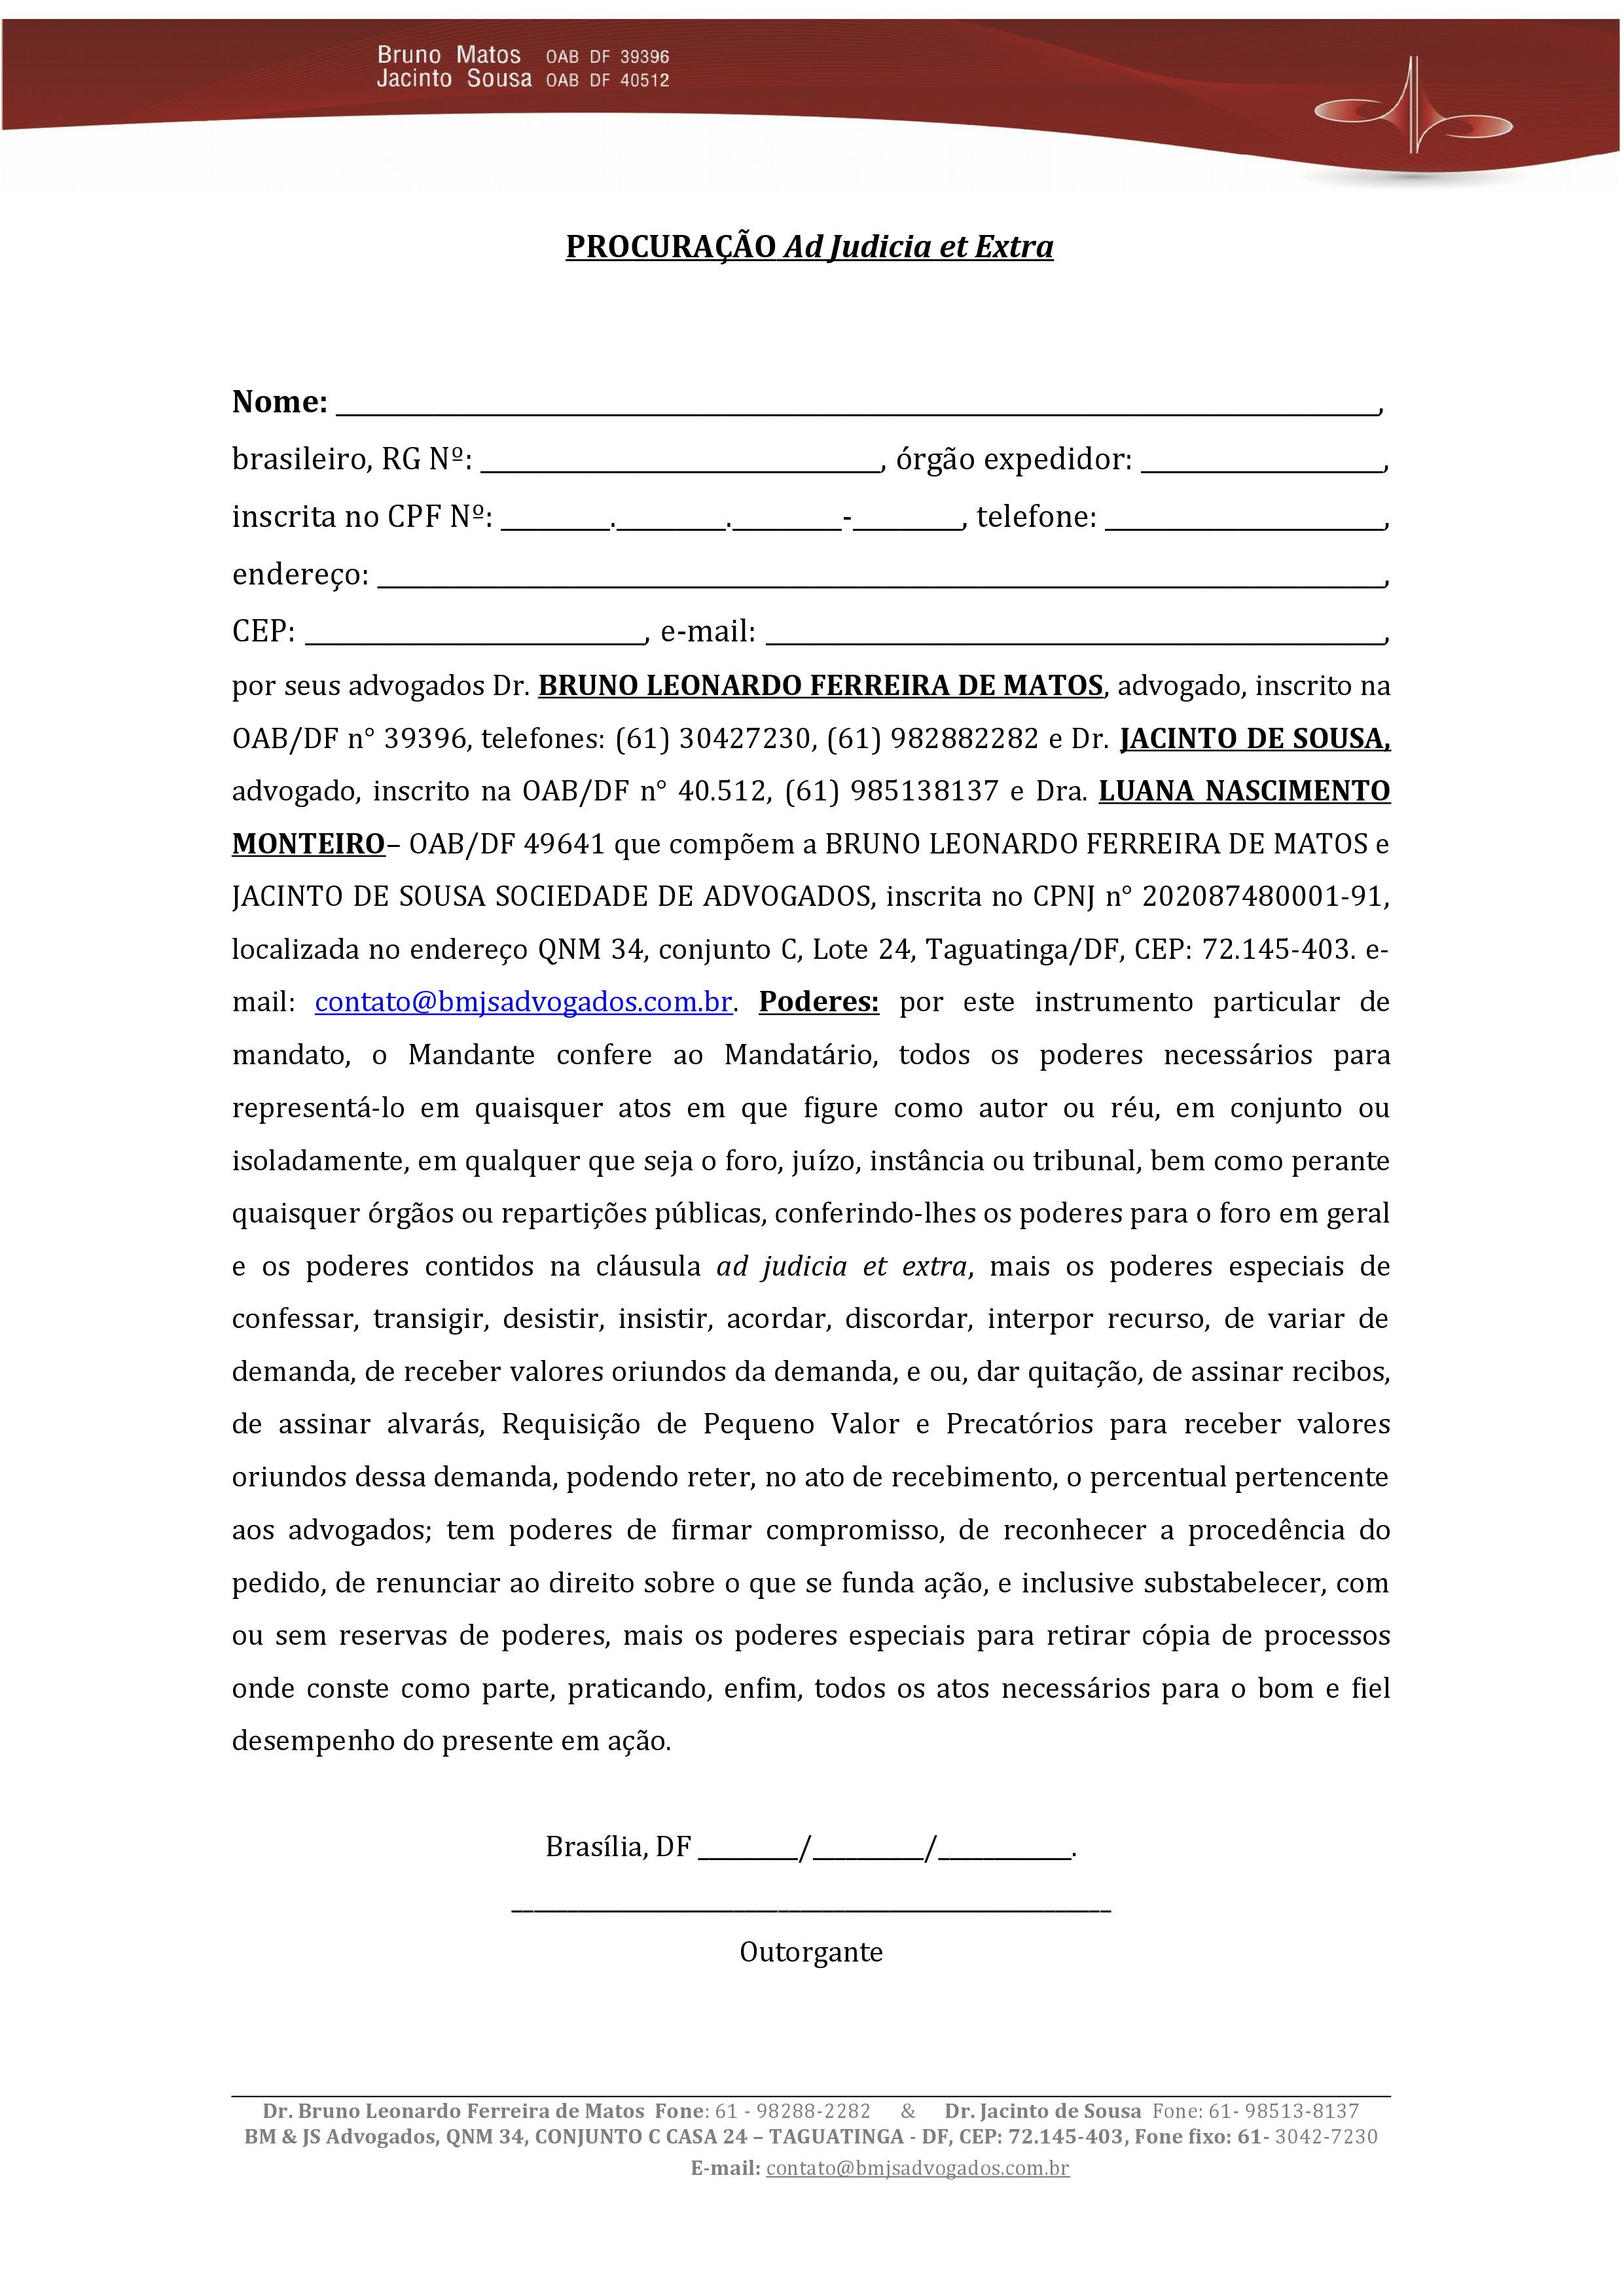 Bruno Matos OAB DF 39396
Jacinto Sousa OAB DF 40512
PROCURAÇÃO Ad Judicia et Extra
Nome: ______________________________________________________________________,
brasileiro, RG Nº: ___________________________, órgão expedidor: ________________,
inscrita no CPF Nº: _______._______._______-_______, telefone: __________________,
endereço: ___________________________________________________________________,
CEP: ______________________, e-mail: _________________________________________,
por seus advogados Dr. BRUNO LEONARDO FERREIRA DE MATOS, advogado, inscrito na
OAB/DF n° 39396, telefones: (61) 30427230, (61) 982882282 e Dr. JACINTO DE SOUSA,
advogado, inscrito na OAB/DF n° 40.512, (61) 985138137 e Dra. LUANA NASCIMENTO
MONTEIRO– OAB/DF 49641 que compõem a BRUNO LEONARDO FERREIRA DE MATOS e
JACINTO DE SOUSA SOCIEDADE DE ADVOGADOS, inscrita no CPNJ n° 202087480001-91,
localizada no endereço QNM 34, conjunto C, Lote 24, Taguatinga/DF, CEP: 72.145-403. e-
mail: contato@bmjsadvogados.com.br. Poderes: por este instrumento particular de
mandato, o Mandante confere ao Mandatário, todos os poderes necessários para
representá-lo em quaisquer atos em que figure como autor ou réu, em conjunto ou
isoladamente, em qualquer que seja o foro, juízo, instância ou tribunal, bem como perante
quaisquer órgãos ou repartições públicas, conferindo-lhes os poderes para o foro em geral
e os poderes contidos na cláusula ad judicia et extra, mais os poderes especiais de
confessar, transigir, desistir, insistir, acordar, discordar, interpor recurso, de variar de
demanda, de receber valores oriundos da demanda, e ou, dar quitação, de assinar recibos,
de assinar alvarás, Requisição de Pequeno Valor e Precatórios para receber valores
oriundos dessa demanda, podendo reter, no ato de recebimento, o percentual pertencente
aos advogados; tem poderes de firmar compromisso, de reconhecer a procedência do
pedido, de renunciar ao direito sobre o que se funda ação, e inclusive substabelecer, com
ou sem reservas de poderes, mais os poderes especiais para retirar cópia de processos
onde conste como parte, praticando, enfim, todos os atos necessários para o bom e fiel
desempenho do presente em ação.
Brasília, DF _________/__________/____________.
______________________________________________________
Outorgante
Dr. Bruno Leonardo Ferreira de Matos Fone: 61 - 98288-2282 & Dr. Jacinto de Sousa Fone: 61- 98513-8137
BM & JS Advogados, QNM 34, CONJUNTO C CASA 24 – TAGUATINGA - DF, CEP: 72.145-403, Fone fixo: 61- 3042-7230
E-mail: contato@bmjsadvogados.com.br